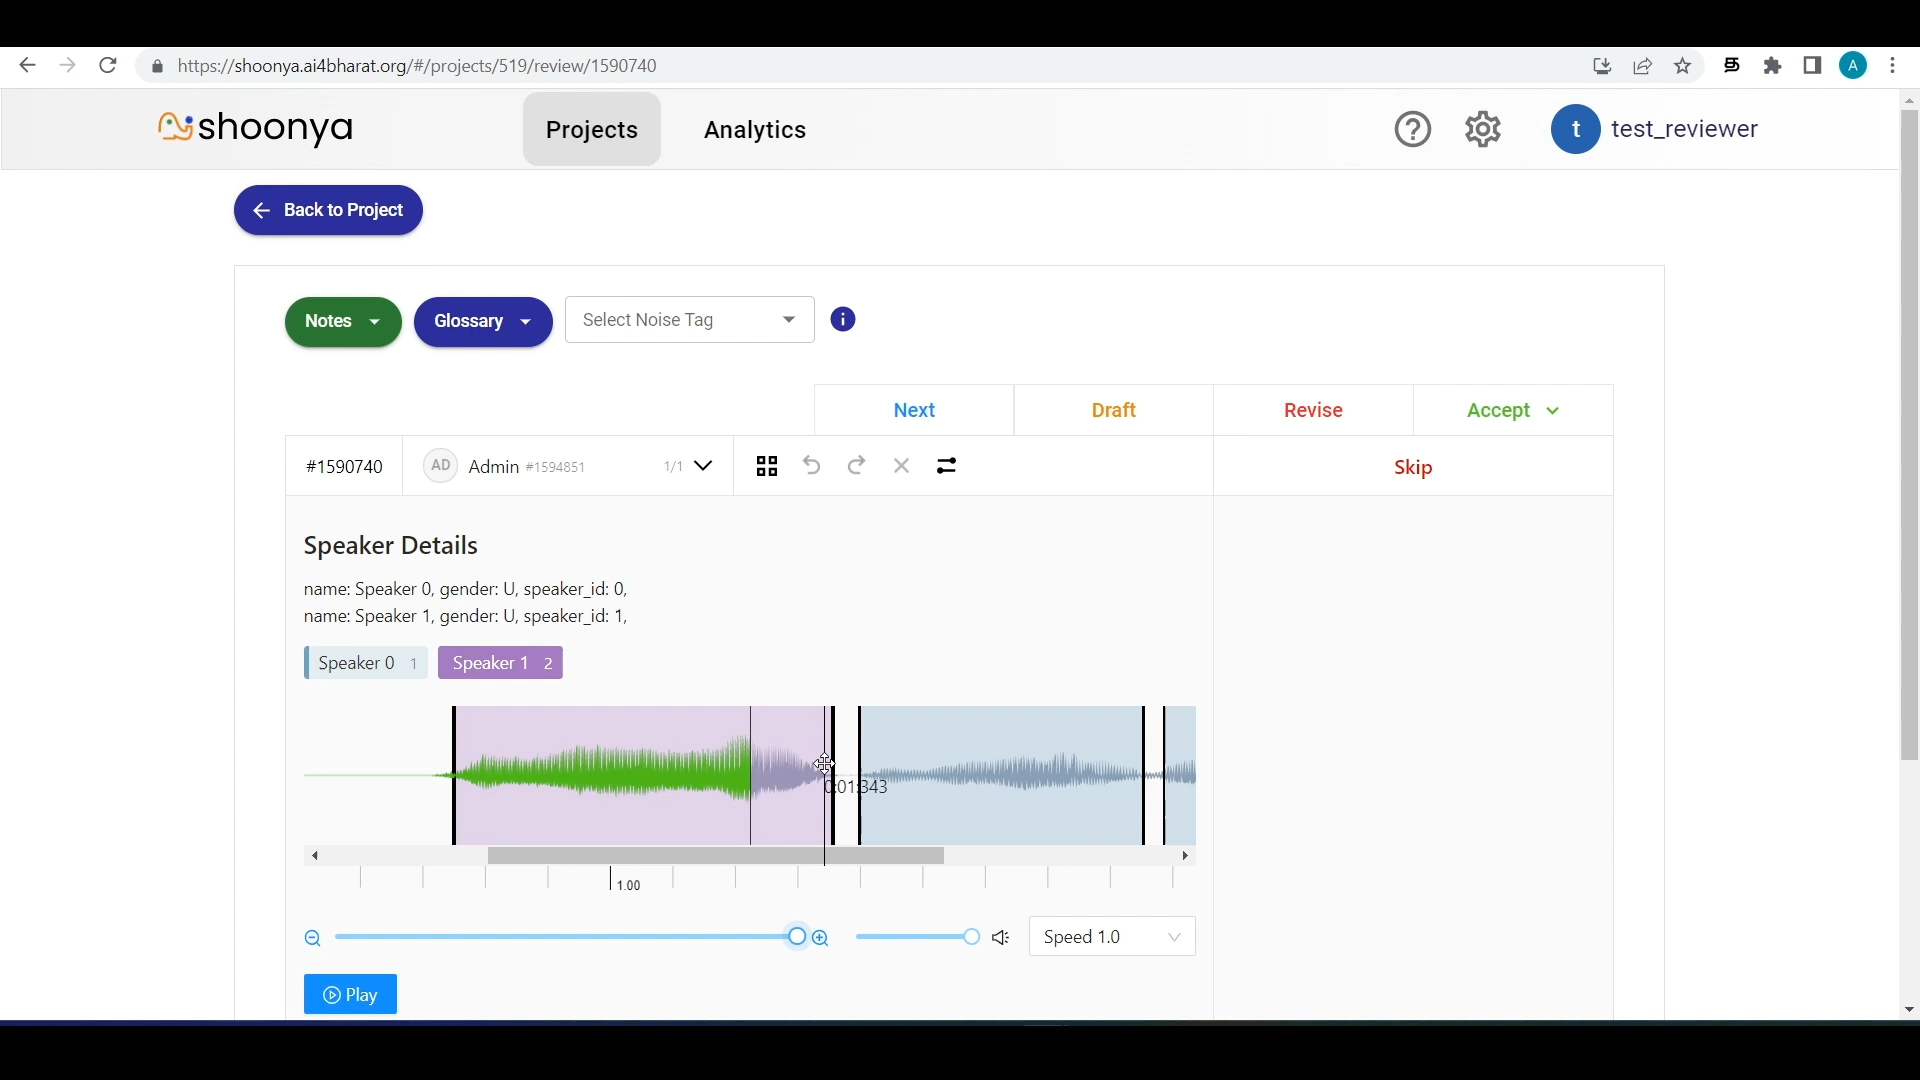 https://shoonya.ai4bharat.org/#/projects/519/review/1590740
A
shoonya
Projects
Analytics
t
test_reviewer
Back to Project
Notes
Glossary
Select Noise Tag
i
Next
Draft
Revise
Accept
#1590740
AD
Admin #1594851
1/1
Skip
Speaker Details
name: Speaker 0, gender: U, speaker_id: 0,
name: Speaker 1, gender: U, speaker_id: 1,
Speaker 0 1
Speaker 1 2
0:01:343
1.00
Speed 1.0
Play